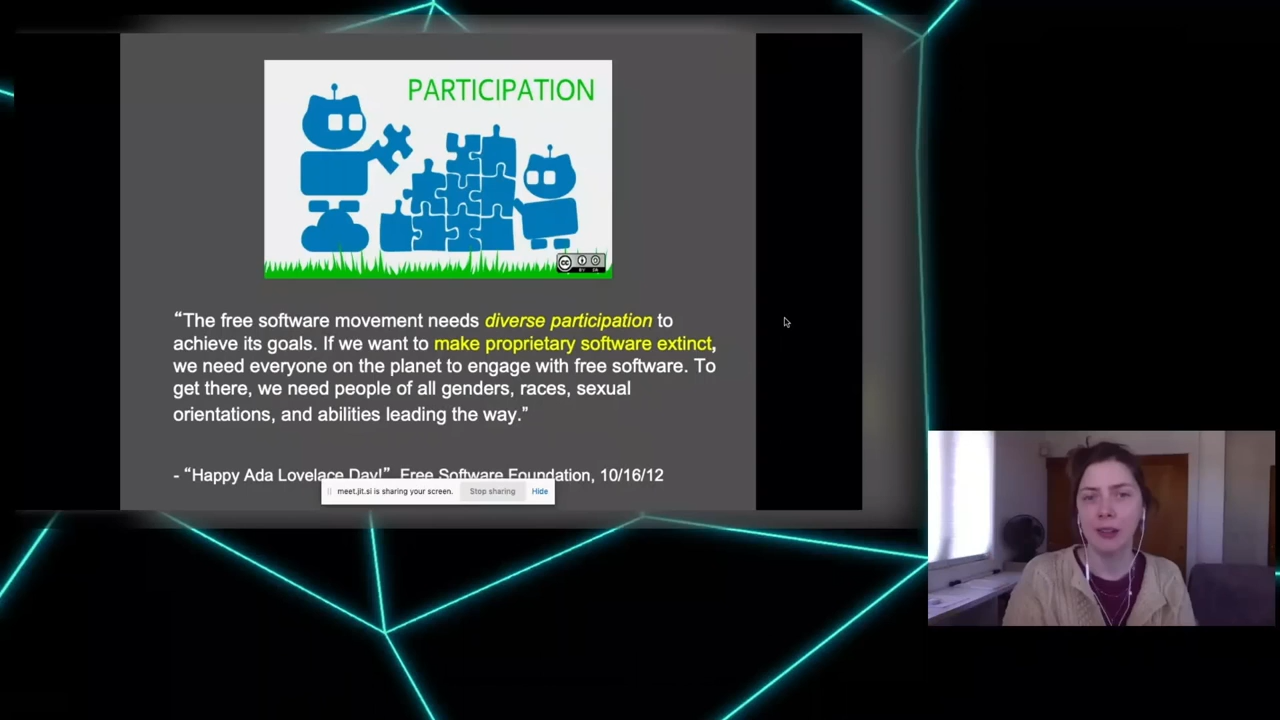 PARTICIPATION
cc
BY SA
“The free software movement needs diverse participation to
achieve its goals. If we want to make proprietary software extinct,
we need everyone on the planet to engage with free software. To
get there, we need people of all genders, races, sexual
orientations, and abilities leading the way.”
- “Happy Ada Lovelace Day!”, Free Software Foundation, 10/16/12
meet.jit.si is sharing your screen. Stop sharing Hide